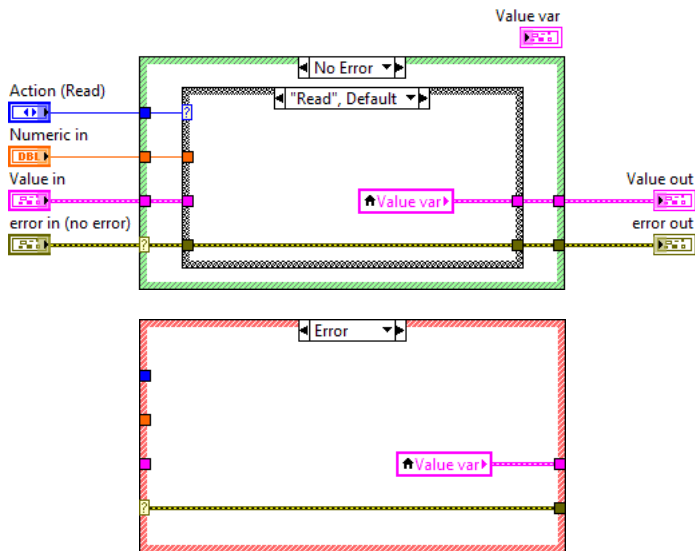 Value var
No Error
Action (Read)
"Read", Default
?
Numeric in
DBL
Value in
Value var
Value out
error in (no error)
error out
?
Error
Value var
?